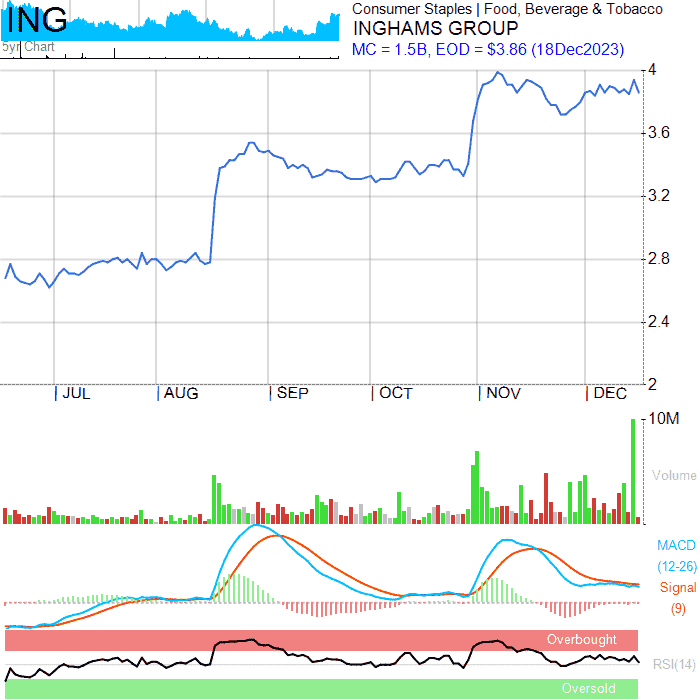 ING
5yr Chart
Consumer Staples | Food, Beverage & Tobacco
INGHAMS GROUP
MC = 1.5B, EOD = $3.86 (18Dec2023)
4
3.6
3.2
2.8
2.4
2
| JUL | AUG | SEP | OCT | NOV | DEC
10M
Volume
MACD
(12-26)
Signal
(9)
Overbought
RSI(14)
Oversold